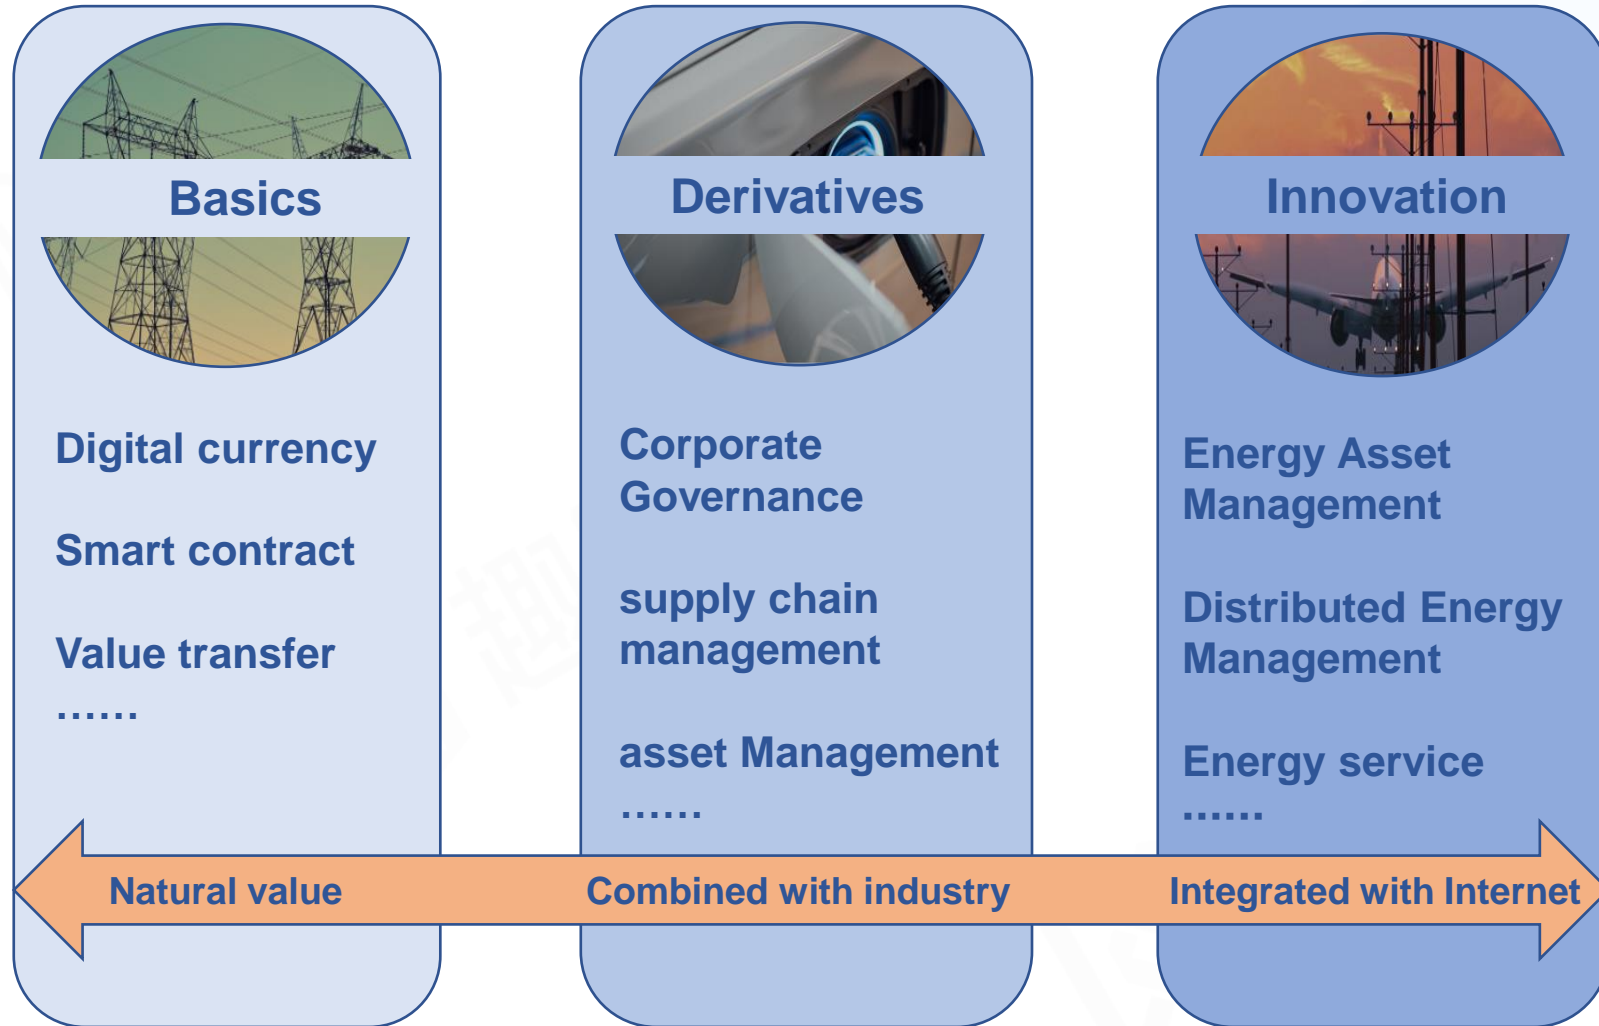 Basics
Digital currency
Smart contract
Value transfer
……
Derivatives
Corporate
Governance
supply chain
management
asset Management
……
Innovation
Energy Asset
Management
Distributed Energy
Management
Energy service
……
Natural value
Combined with industry
Integrated with Internet